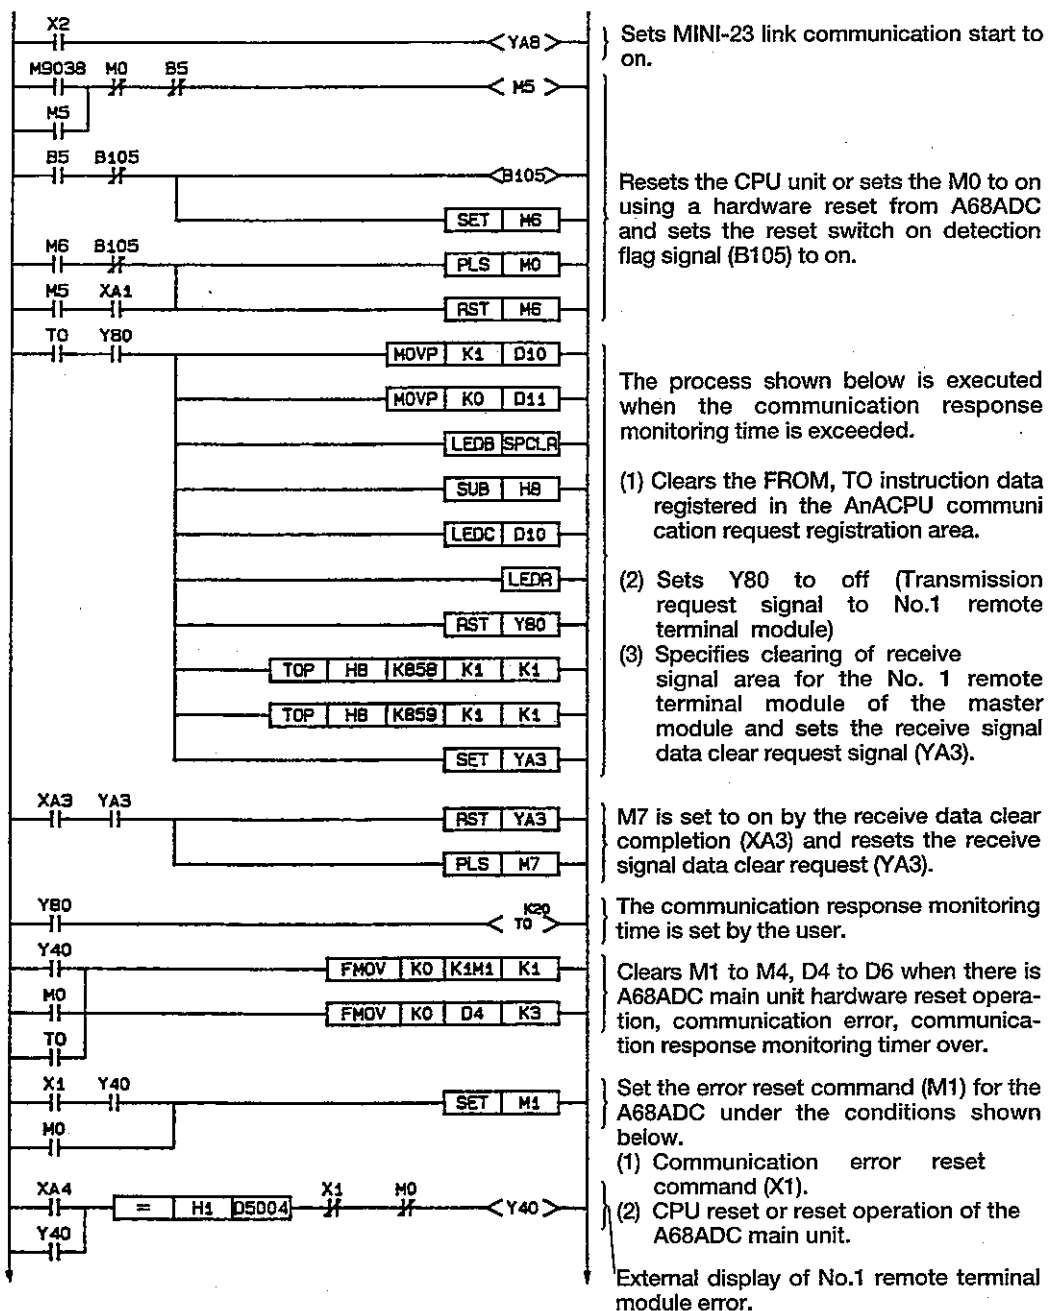 X2
YA8
Sets MINI-23 link communication start to
on.
M9038 M0 B5
M5
M5
B5 B105
B105
SET M6
Resets the CPU unit or sets the M0 to on
using a hardware reset from A68ADC
and sets the reset switch on detection
flag signal (B105) to on.
M6 B105
PLS M0
M5 XA1
RST M6
T0 Y80
MOVP K1 D10
MOVP K0 D11
LEDB SPCLR
SUB H8
LEDC D10
LEDR
RST Y80
TOP H8 K858 K1 K1
TOP H8 K859 K1 K1
SET YA3
The process shown below is executed
when the communication response
monitoring time is exceeded.
(1) Clears the FROM, TO instruction data
registered in the AnACPU communi
cation request registration area.
(2) Sets Y80 to off (Transmission
request signal to No.1 remote
terminal module)
(3) Specifies clearing of receive
signal area for the No. 1 remote
terminal module of the master
module and sets the receive signal
data clear request signal (YA3).
XA3 YA3
RST YA3
PLS M7
M7 is set to on by the receive data clear
completion (XA3) and resets the receive
signal data clear request (YA3).
Y80
K20
T0
The communication response monitoring
time is set by the user.
Y40
FMOV K0 K1M1 K1
M0
FMOV K0 D4 K3
T0
Clears M1 to M4, D4 to D6 when there is
A68ADC main unit hardware reset opera-
tion, communication error, communica-
tion response monitoring timer over.
X1 Y40
SET M1
M0
Set the error reset command (M1) for the
A68ADC under the conditions shown
below.
(1) Communication error reset
command (X1).
(2) CPU reset or reset operation of the
A68ADC main unit.
XA4
= H1 D5004
X1 M0
Y40
Y40
External display of No.1 remote terminal
module error.